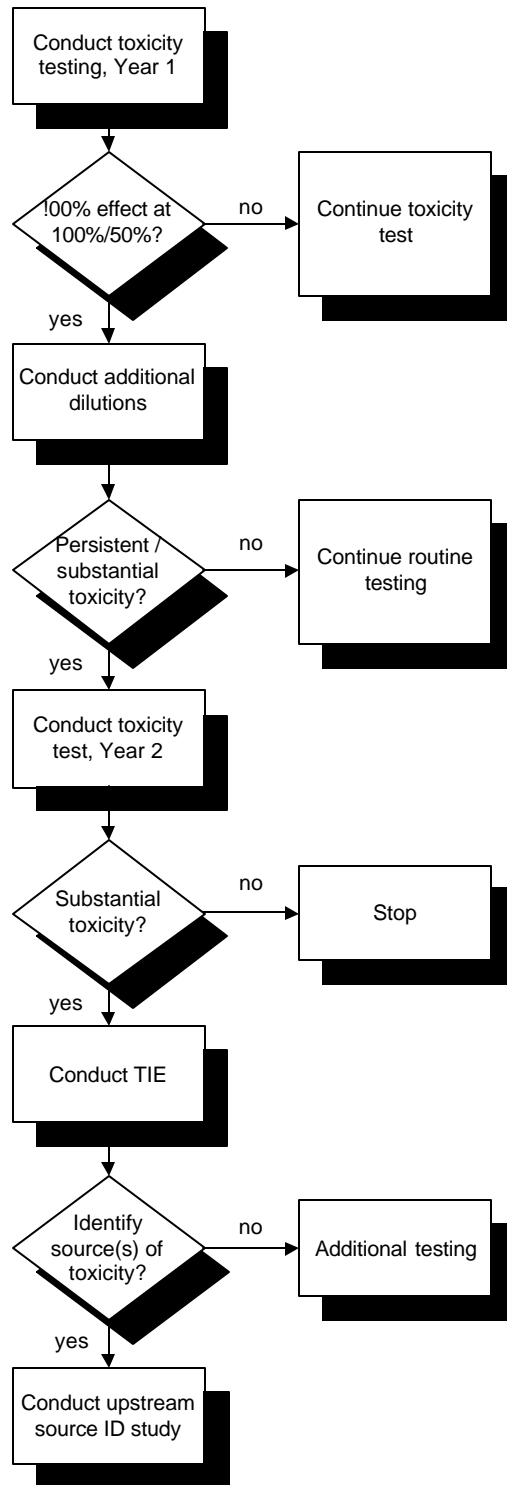 Conduct toxicity
testing, Year 1
!00% effect at
100%/50%?
no
Continue toxicity
test
yes
Conduct additional
dilutions
Persistent /
substantial
toxicity?
no
Continue routine
testing
yes
Conduct toxicity
test, Year 2
Substantial
toxicity?
no
Stop
yes
Conduct TIE
Identify
source(s) of
toxicity?
no
Additional testing
yes
Conduct upstream
source ID study